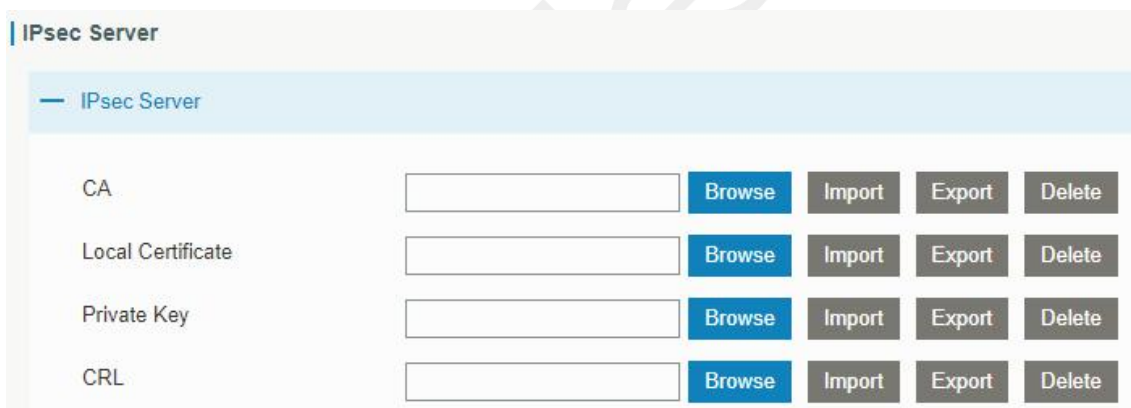 IPsec Server
IPsec Server
CA Browse Import Export Delete
Local Certificate Browse Import Export Delete
Private Key Browse Import Export Delete
CRL Browse Import Export Delete